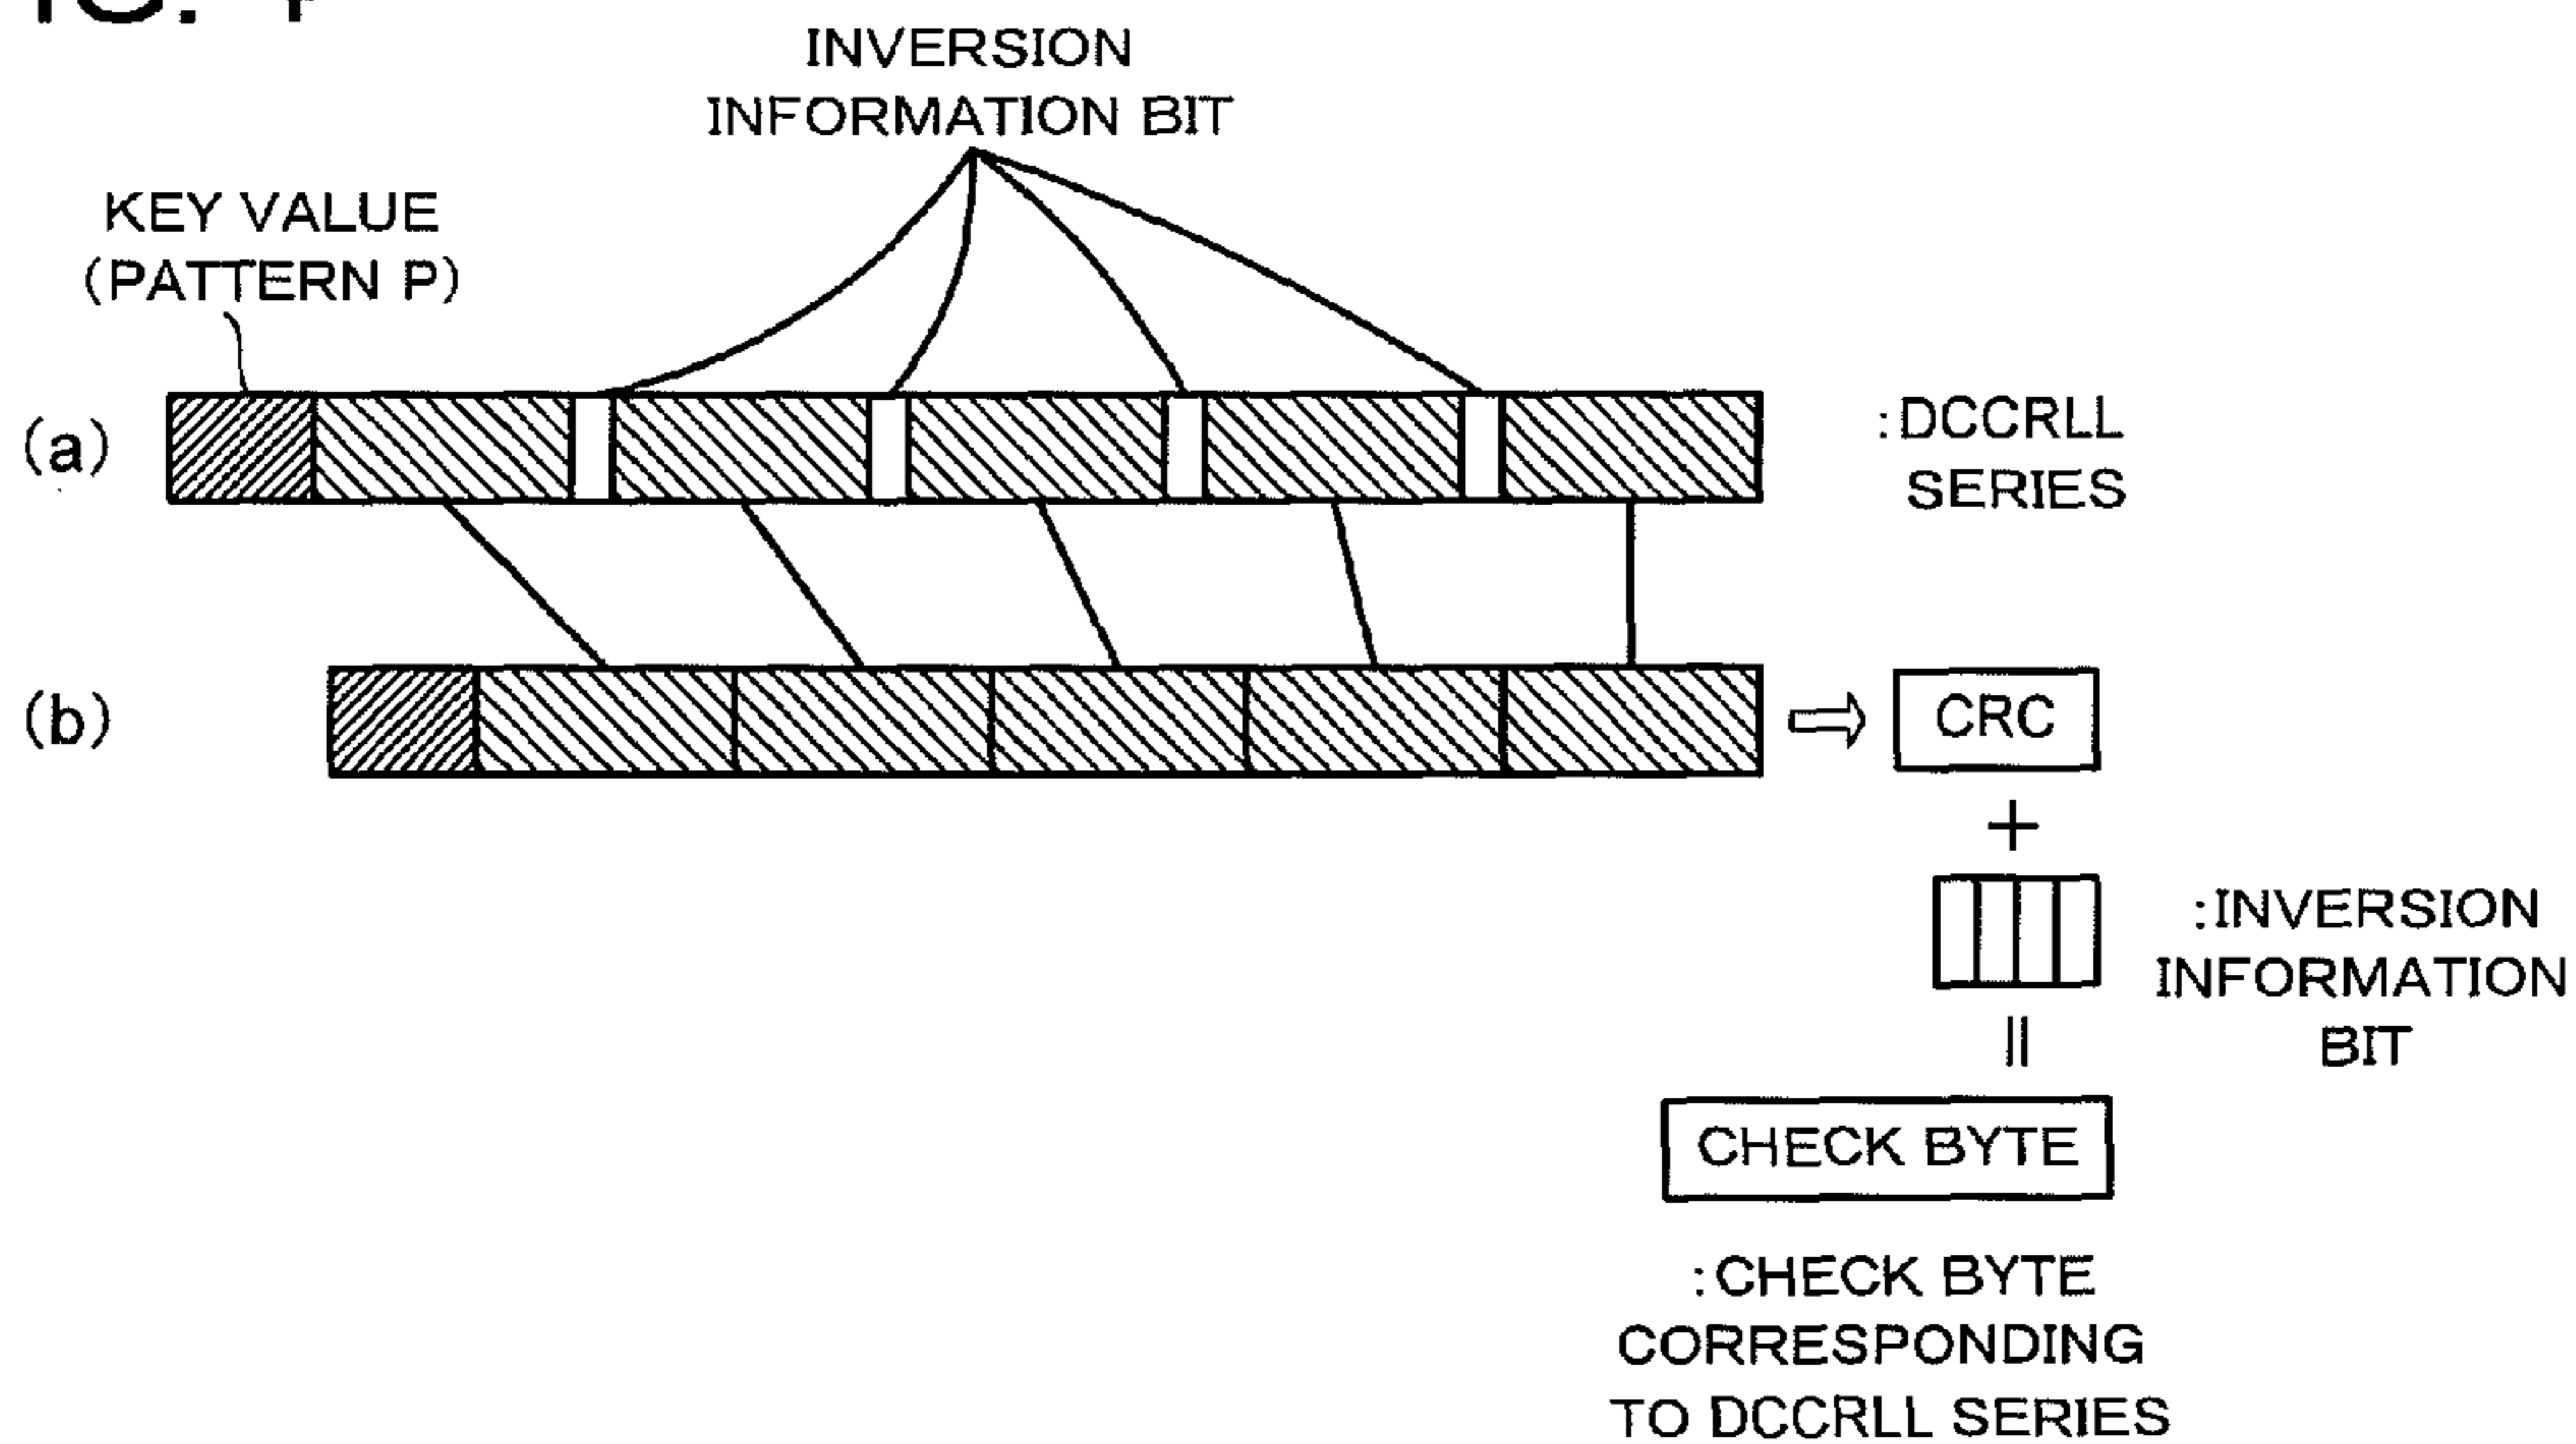 INVERSION
INFORMATION BIT
KEY VALUE
(PATTERN P)
(a)
:DCCRLL
SERIES
(b)
CRC
+
:INVERSION
INFORMATION
BIT
=
CHECK BYTE
:CHECK BYTE
CORRESPONDING
TO DCCRLL SERIES